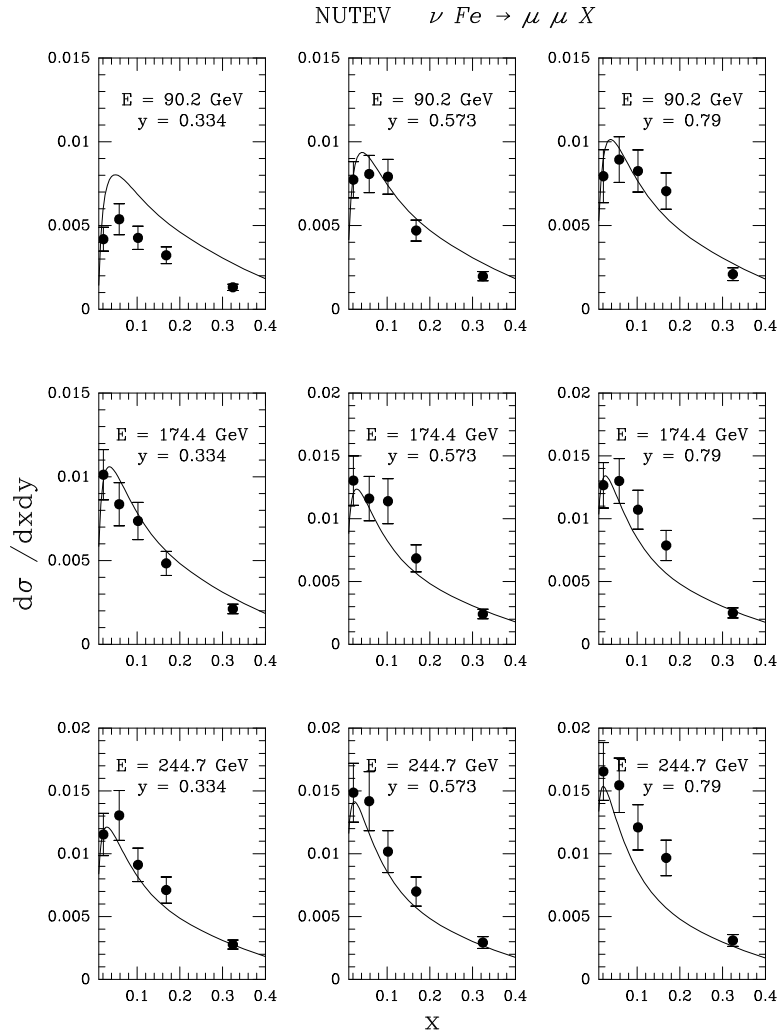 NUTEV ν Fe → μ μ X
0.015 0.01 0.005 0
E = 90.2 GeV
y = 0.334
0.1 0.2 0.3 0.4
0.015 0.01 0.005 0
E = 90.2 GeV
y = 0.573
0.1 0.2 0.3 0.4
0.015 0.01 0.005 0
E = 90.2 GeV
y = 0.79
0.1 0.2 0.3 0.4
dσ /dxdy
0.015 0.01 0.005 0
E = 174.4 GeV
y = 0.334
0.1 0.2 0.3 0.4
0.02 0.015 0.01 0.005 0
E = 174.4 GeV
y = 0.573
0.1 0.2 0.3 0.4
0.02 0.015 0.01 0.005 0
E = 174.4 GeV
y = 0.79
0.1 0.2 0.3 0.4
0.02 0.015 0.01 0.005 0
E = 244.7 GeV
y = 0.334
0.1 0.2 0.3 0.4
0.02 0.015 0.01 0.005 0
E = 244.7 GeV
y = 0.573
0.1 0.2 0.3 0.4
0.02 0.015 0.01 0.005 0
E = 244.7 GeV
y = 0.79
0.1 0.2 0.3 0.4
x